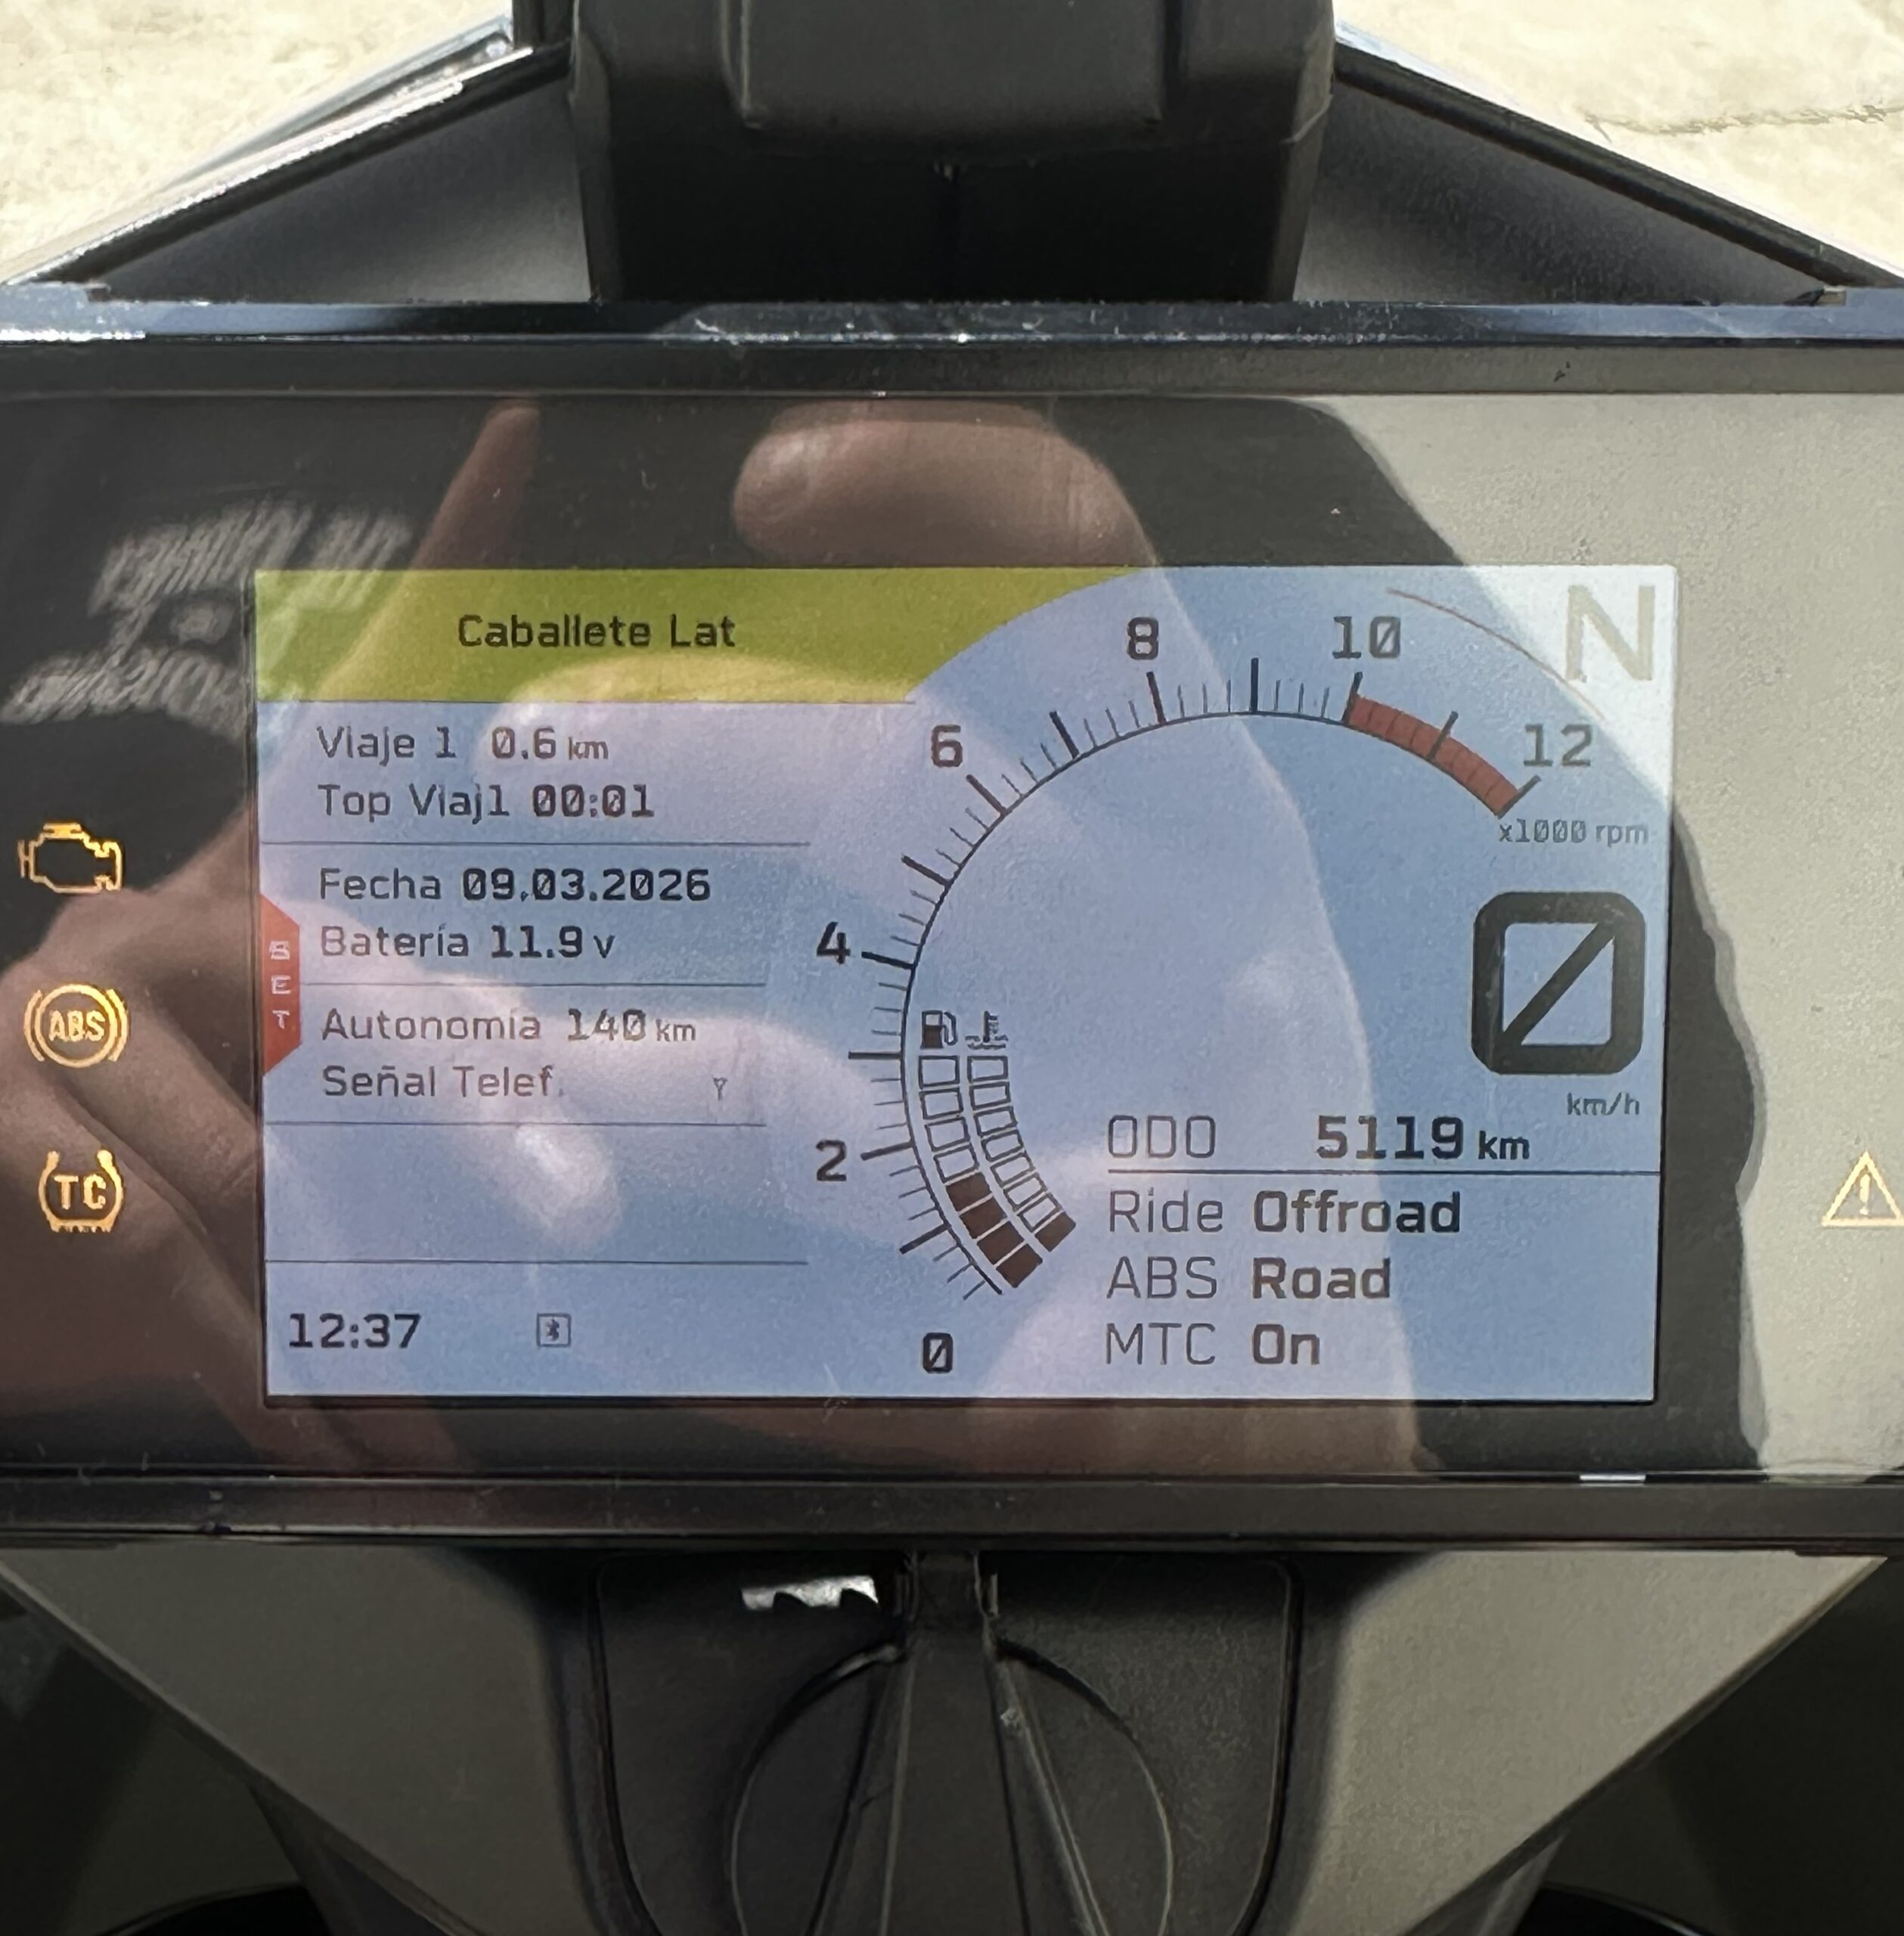 Caballete Lat
N
Viaje 1 0.6 km
Top Viaj1 00:01
Fecha 09.03.2026
Batería 11.9 v
Autonomía 140 km
Señal Telef.
SET
12:37
0
2
4
6
8
10
12
x1000 rpm
0
km/h
ODO 5119 km
Ride Offroad
ABS Road
MTC On
ABS
TC